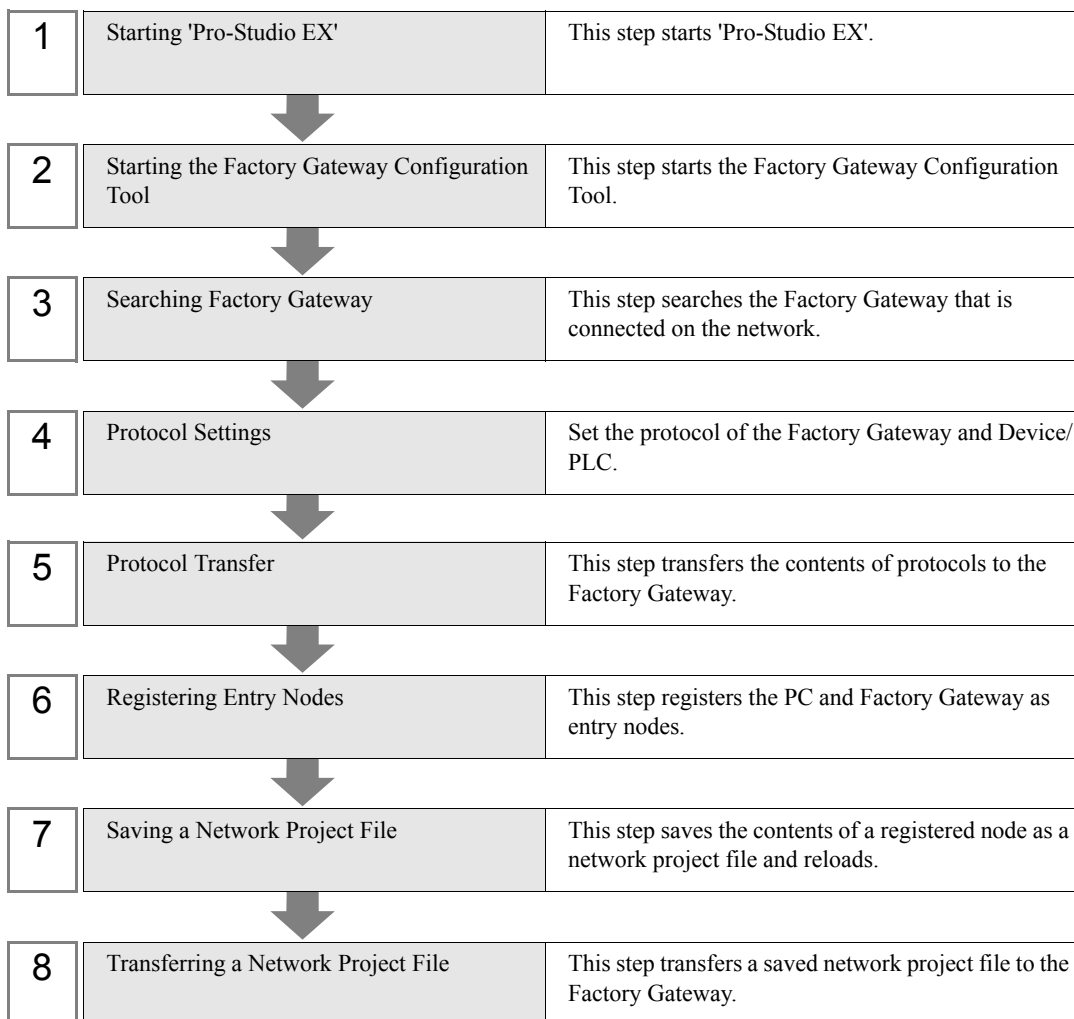 1
Starting 'Pro-Studio EX'
This step starts 'Pro-Studio EX'.
2
Starting the Factory Gateway Configuration
Tool
This step starts the Factory Gateway Configuration
Tool.
3
Searching Factory Gateway
This step searches the Factory Gateway that is
connected on the network.
4
Protocol Settings
Set the protocol of the Factory Gateway and Device/
PLC.
5
Protocol Transfer
This step transfers the contents of protocols to the
Factory Gateway.
6
Registering Entry Nodes
This step registers the PC and Factory Gateway as
entry nodes.
7
Saving a Network Project File
This step saves the contents of a registered node as a
network project file and reloads.
8
Transferring a Network Project File
This step transfers a saved network project file to the
Factory Gateway.